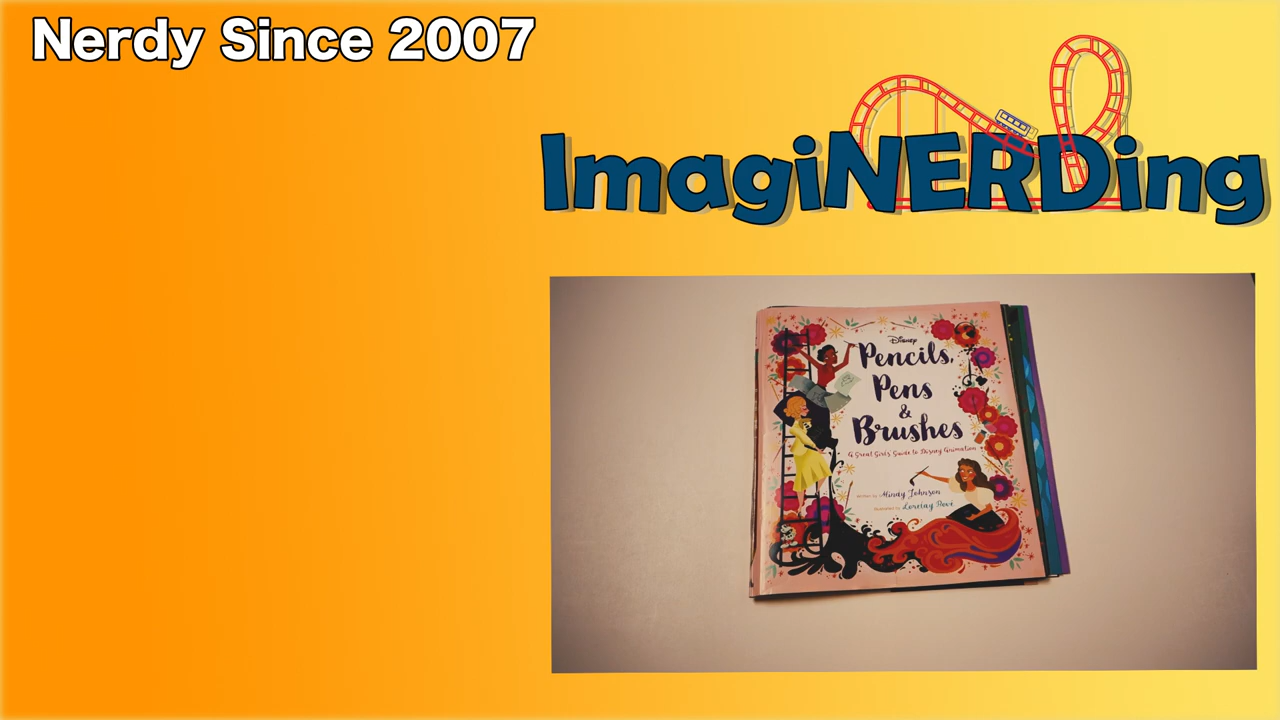 Nerdy Since 2007
ImagiNERDing
Disney
Pencils,
Pens
&
Brushes
A Great Girls' Guide to Disney Animation
Written by Mindy Johnson
Illustrated by Lorelay Bové